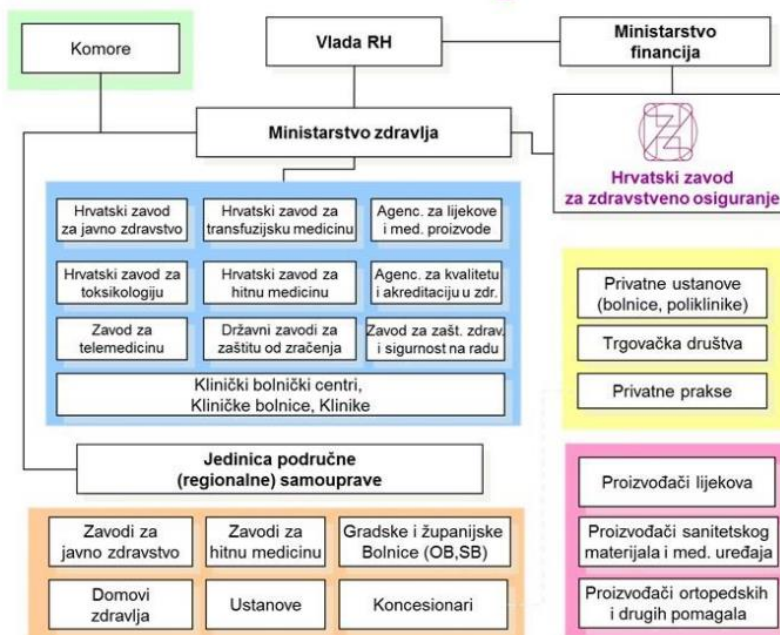 Komore
Vlada RH
Ministarstvo
financija
Ministarstvo zdravlja
Hrvatski zavod
za zdravstveno osiguranje
Hrvatski zavod
za javno zdravstvo
Hrvatski zavod za
transfuzijsku medicinu
Agenc. za lijekove
i med. proizvode
Hrvatski zavod za
toksikologiju
Hrvatski zavod za
hitnu medicinu
Agenc. za kvalitetu
i akreditaciju u zdr.
Zavod za
telemedicinu
Državni zavodi za
zaštitu od zračenja
Zavod za zašt. zdrav.
i sigurnost na radu
Klinički bolnički centri,
Kliničke bolnice, Klinike
Privatne ustanove
(bolnice, poliklinike)
Trgovačka društva
Privatne prakse
Jedinica područne
(regionalne) samouprave
Zavodi za
javno zdravstvo
Zavodi za
hitnu medicinu
Gradske i županijske
Bolnice (OB,SB)
Domovi
zdravlja
Ustanove
Koncesionari
Proizvođači lijekova
Proizvođači sanitetskog
materijala i med. uređaja
Proizvođači ortopedskih
i drugih pomagala